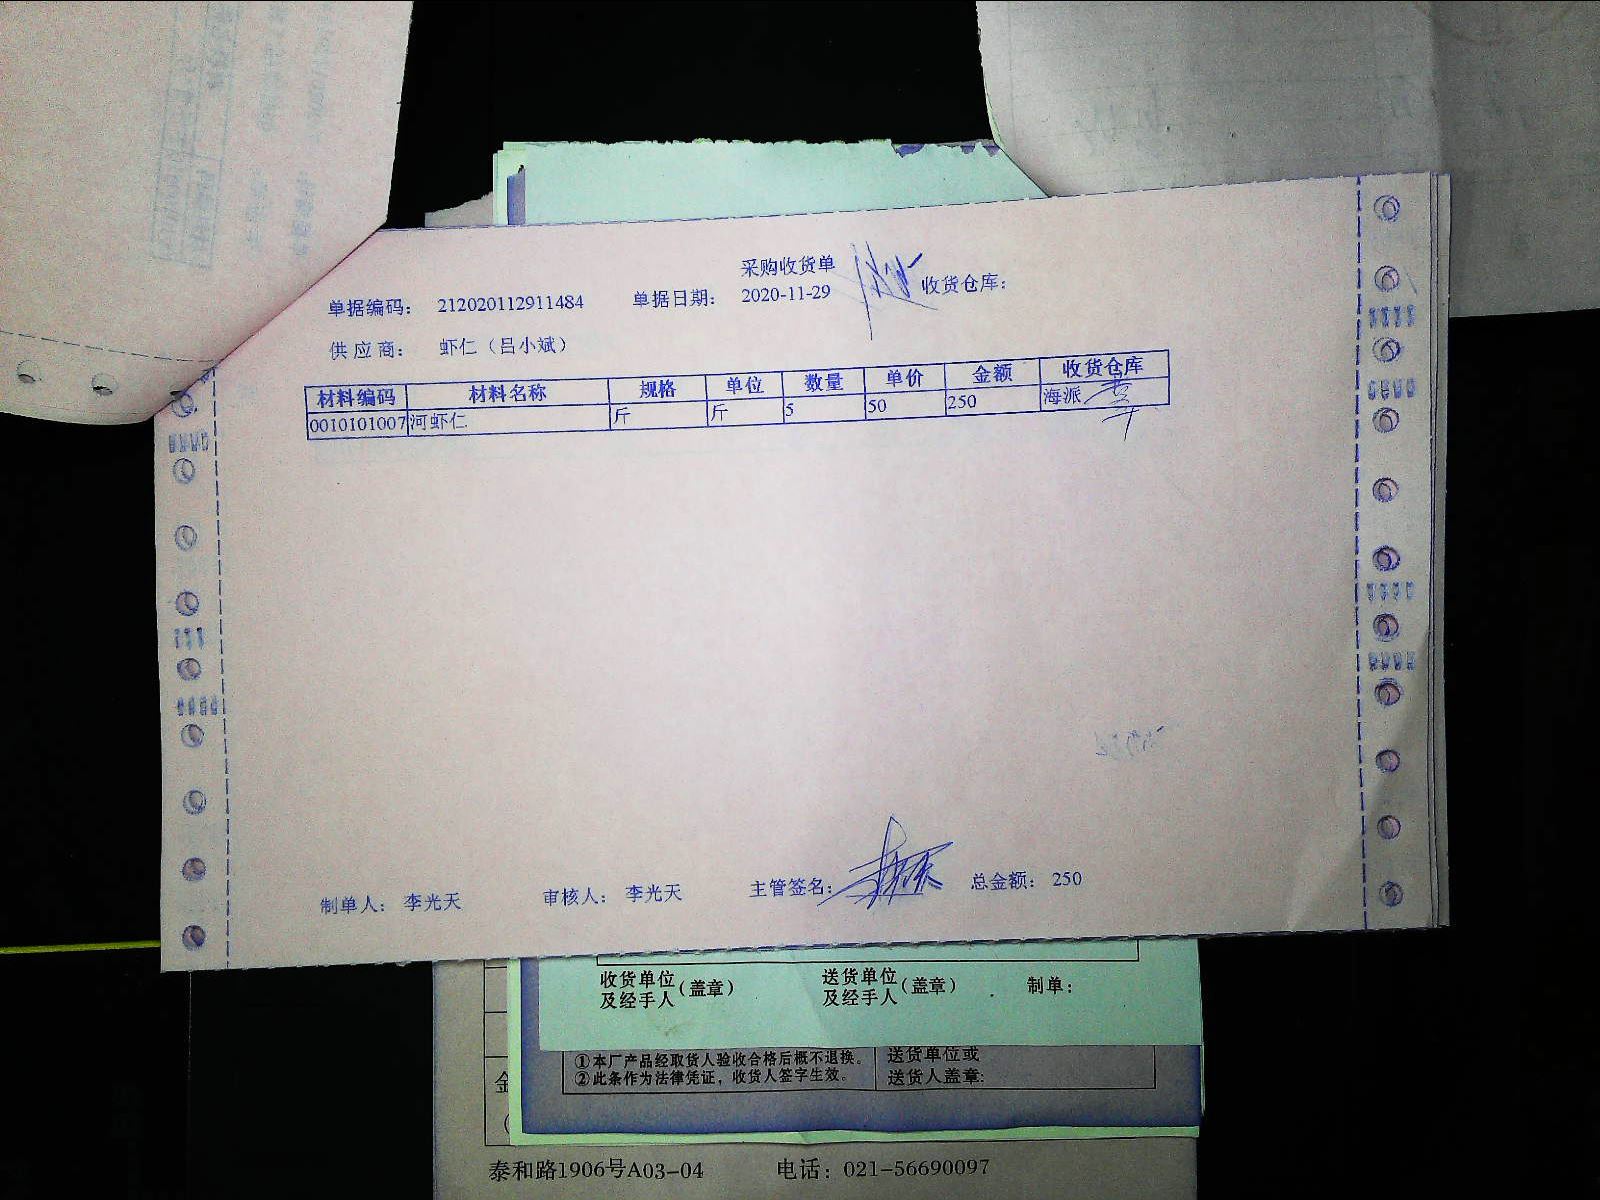 采购收货单
单据编码： 212020112911484 单据日期： 2020-11-29 收货仓库：
供 应 商： 虾仁（吕小斌）
材料编码 材料名称 规格 单位 数量 单价 金额 收货仓库
0010101007 河虾仁 斤 斤 5 50 250 海派
制单人： 李光天 审核人： 李光天 主管签名： 总金额： 250
收货单位及经手人（盖章） 送货单位及经手人（盖章） 制单：
①本厂产品经取货人验收合格后概不退换。 送货单位或
②此条作为法律凭证，收货人签字生效。 送货人盖章:
金
泰和路1906号A03-04 电话：021-56690097